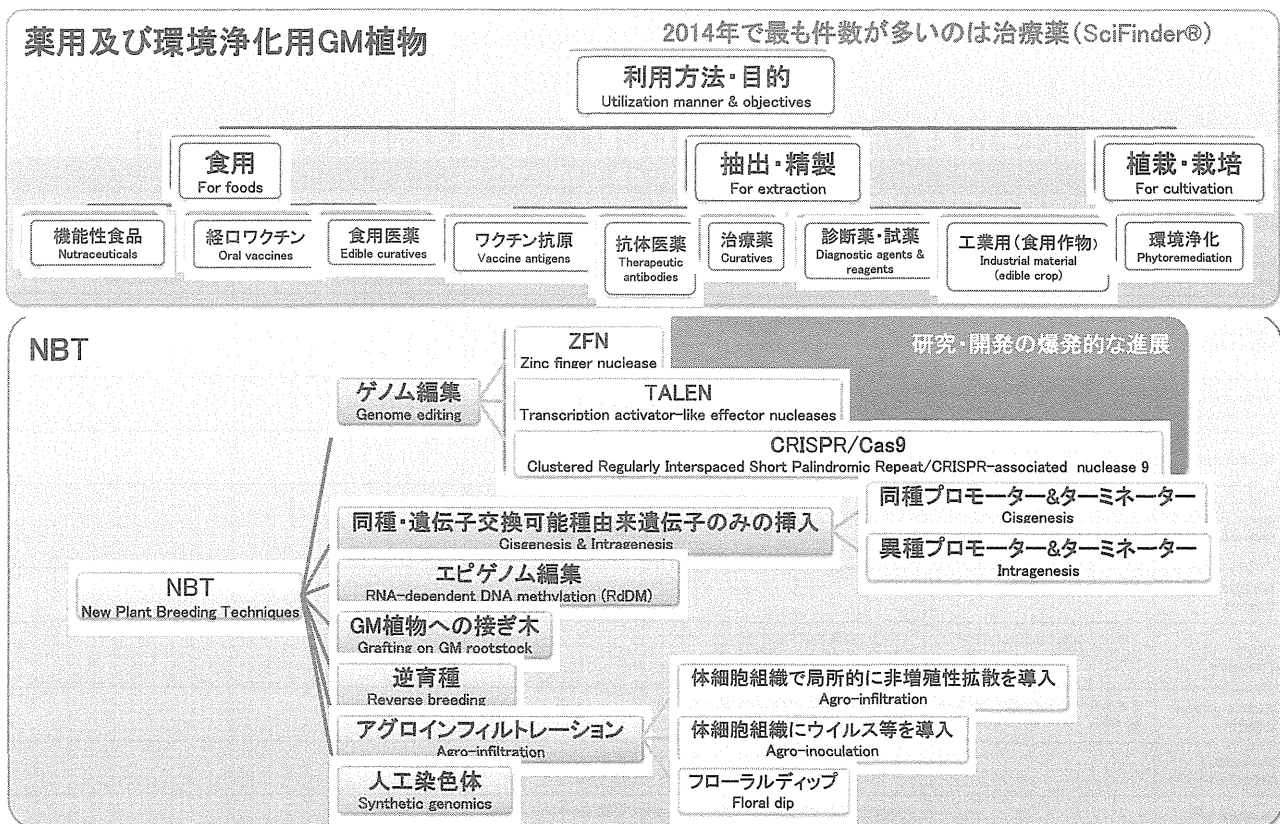 薬用及び環境浄化用GM植物
2014年で最も件数が多いのは治療薬(SciFinder®)
利用方法・目的
Utilization manner & objectives
食用
For foods
抽出・精製
For extraction
植栽・栽培
For cultivation
機能性食品
Nutraceuticals
経口ワクチン
Oral vaccines
食用医薬
Edible curatives
ワクチン抗原
Vaccine antigens
抗体医薬
Therapeutic
antibodies
治療薬
Curatives
診断薬・試薬
Diagnostic agents &
reagents
工業用(食用作物)
Industrial material
(edible crop)
環境浄化
Phytoremediation
NBT
研究・開発の爆発的な進展
ZFN
Zinc finger nuclease
ゲノム編集
Genome editing
TALEN
Transcription activator-like effector nucleases
CRISPR/Cas9
Clustered Regularly Interspaced Short Palindromic Repeat/CRISPR-associated nuclease 9
同種・遺伝子交換可能種由来遺伝子のみの挿入
Cisgenesis & Intragenesis
同種プロモーター&ターミネーター
Cisgenesis
異種プロモーター&ターミネーター
Intragenesis
NBT
New Plant Breeding Techniques
エピゲノム編集
RNA-dependent DNA methylation (RdDM)
GM植物への接ぎ木
Grafting on GM rootstock
逆育種
Reverse breeding
アグロインフィルトレーション
Agro-infiltration
体細胞組織で局所的に非増殖性拡散を導入
Agro-infiltration
体細胞組織にウイルス等を導入
Agro-inoculation
フローラルディップ
Floral dip
人工染色体
Synthetic genomics